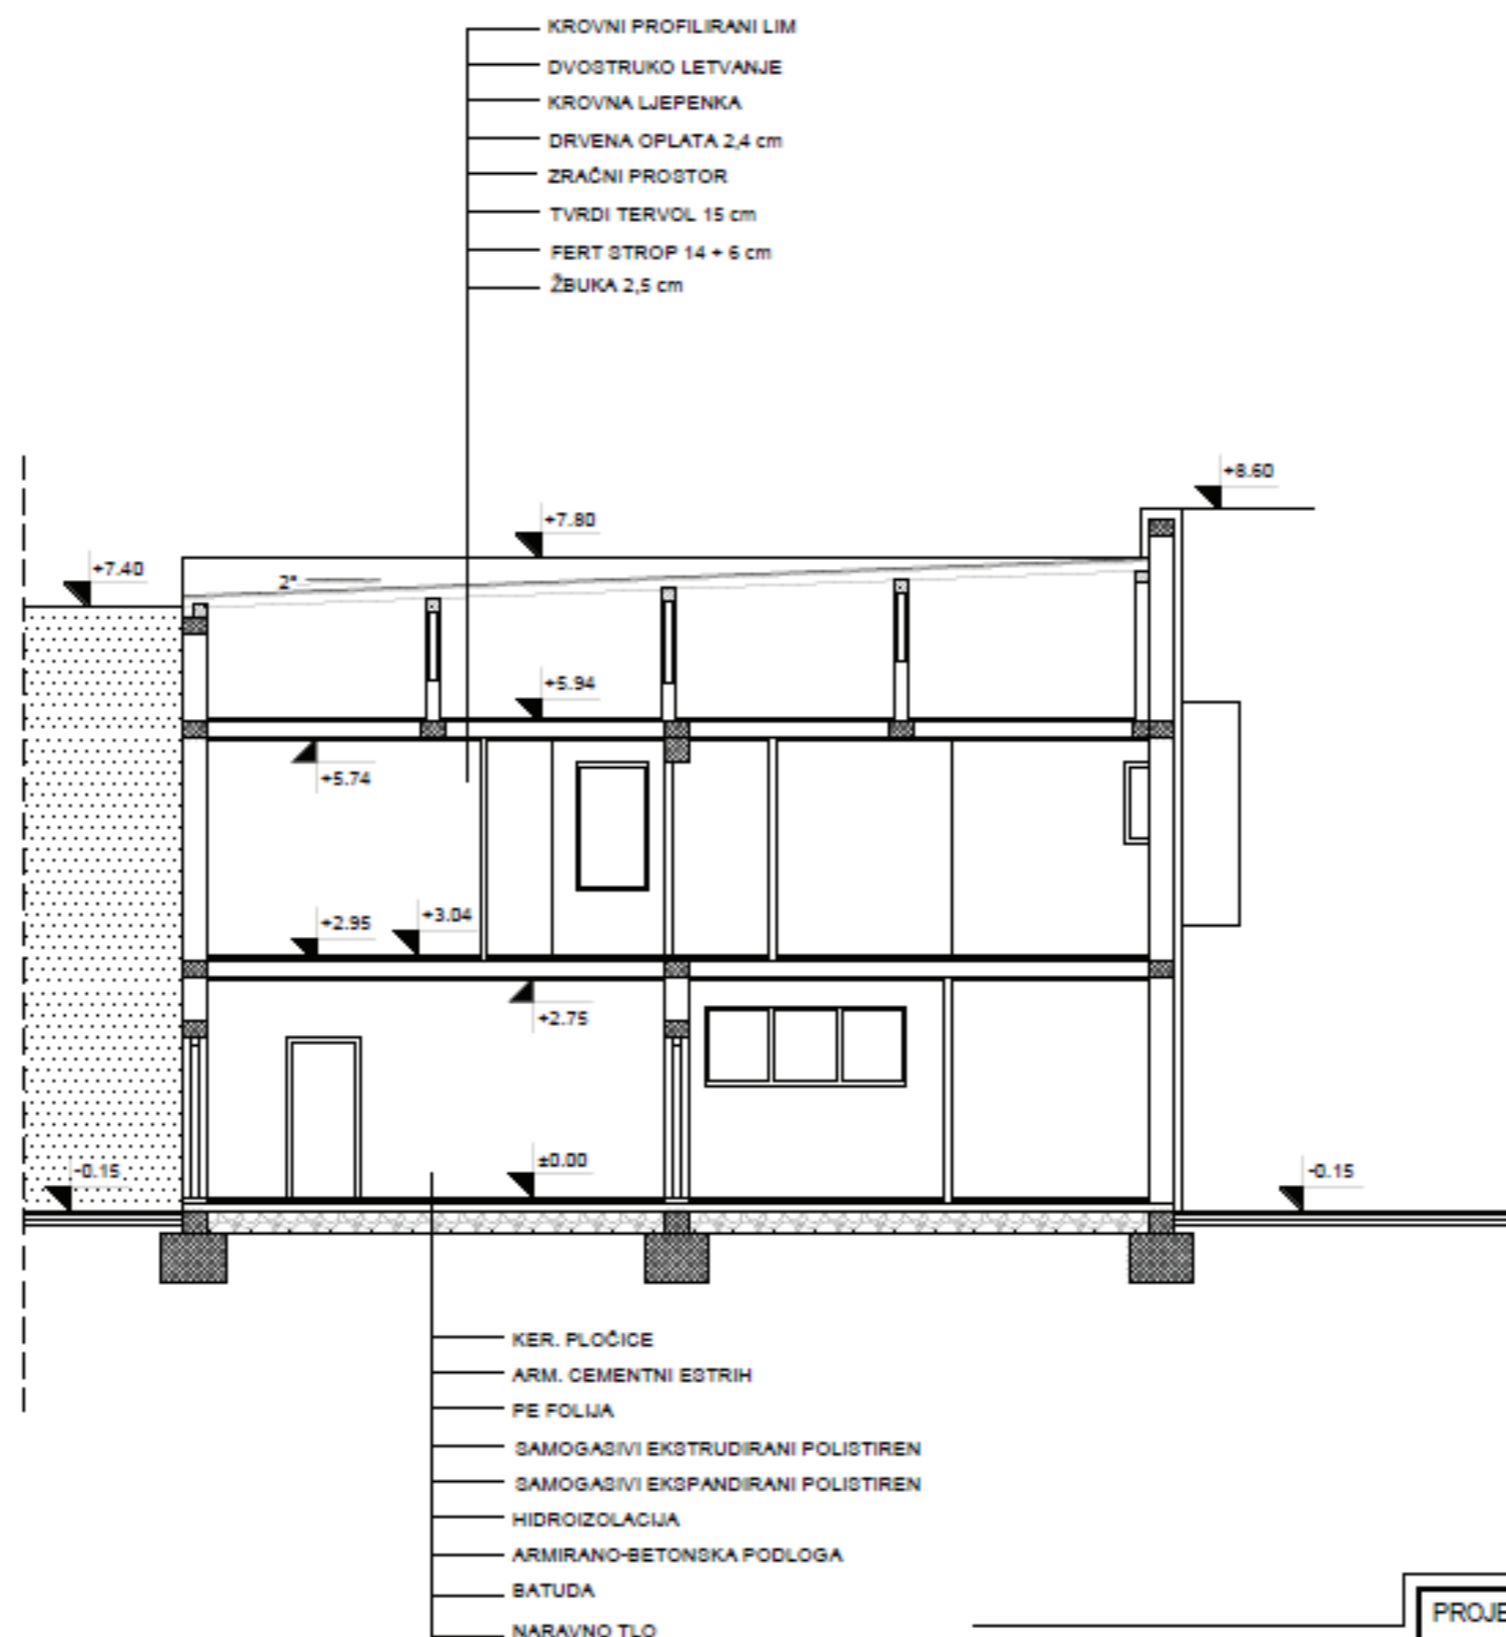 KROVNI PROFILIRANI LIM
DVOSTRUKO LETVANJE
KROVNA LJEPENKA
DRVENA OPLATA 2,4 cm
ZRAČNI PROSTOR
TVRDI TERVOL 15 cm
FERT STROP 14 + 6 cm
ŽBUKA 2,5 cm
+8.60
+7.80
+7.40
2°
+5.94
+5.74
+2.95
+3.04
+2.75
±0.00
-0.15
-0.15
KER. PLOČICE
ARM. CEMENTNI ESTRIH
PE FOLIJA
SAMOGASIVI EKSTRUDIRANI POLISTIREN
SAMOGASIVI EKSPANDIRANI POLISTIREN
HIDROIZOLACIJA
ARMIRANO-BETONSKA PODLOGA
BATUDA
NARAVNO TLO
PROJE